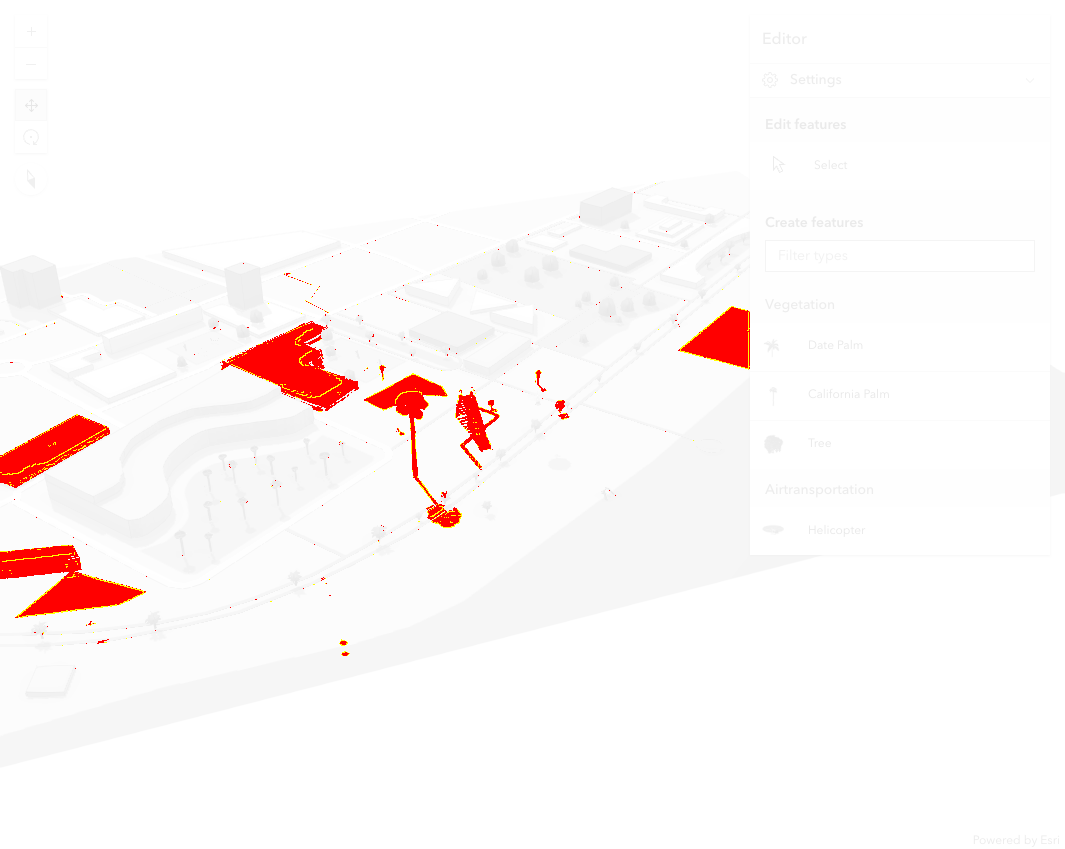 Editor
Settings
Edit features
Select
Create features
Filter types
Vegetation
Date Palm
California Palm
Tree
Airtransportation
Helicopter
Powered by Esri